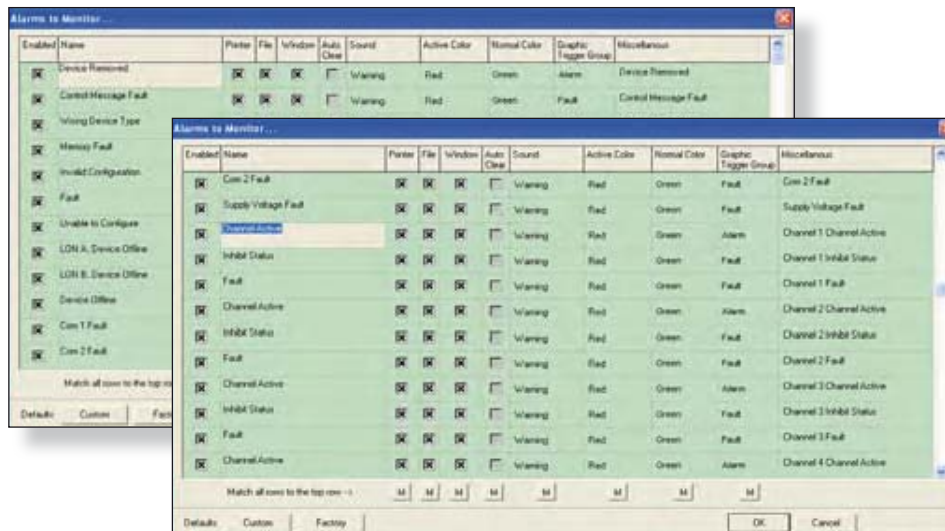 Alarms to Monitor...
Enabled Name Printer File Window Auto Clear Sound Active Color Normal Color Graphic Trigger Group Miscellaneous
Device Removed Warning Red Green Alarm Device Removed
Control Message Fault Warning Red Green Fault Control Message Fault
Wrong Device Type
Memory Fault
Invalid Configuration
Fault
Unable to Configure
LON A, Device Offline
LON B, Device Offline
Device Offline
Com 1 Fault
Com 2 Fault
Match all rows to the top
Defaults Custom
Alarms to Monitor...
Enabled Name Printer File Window Auto Clear Sound Active Color Normal Color Graphic Trigger Group Miscellaneous
Com 2 Fault Warning Red Green Fault Com 2 Fault
Supply Voltage Fault Warning Red Green Fault Supply Voltage Fault
Channel Active Warning Red Green Alarm Channel 1 Channel Active
Inhibit Status Warning Red Green Fault Channel 1 Inhibit Status
Fault Warning Red Green Fault Channel 1 Fault
Channel Active Warning Red Green Alarm Channel 2 Channel Active
Inhibit Status Warning Red Green Fault Channel 2 Inhibit Status
Fault Warning Red Green Fault Channel 2 Fault
Channel Active Warning Red Green Alarm Channel 3 Channel Active
Inhibit Status Warning Red Green Fault Channel 3 Inhibit Status
Fault Warning Red Green Fault Channel 3 Fault
Channel Active Warning Red Green Alarm Channel 4 Channel Active
Match all rows to the top row --> M M M M M M M M
Defaults Custom Factory OK Cancel